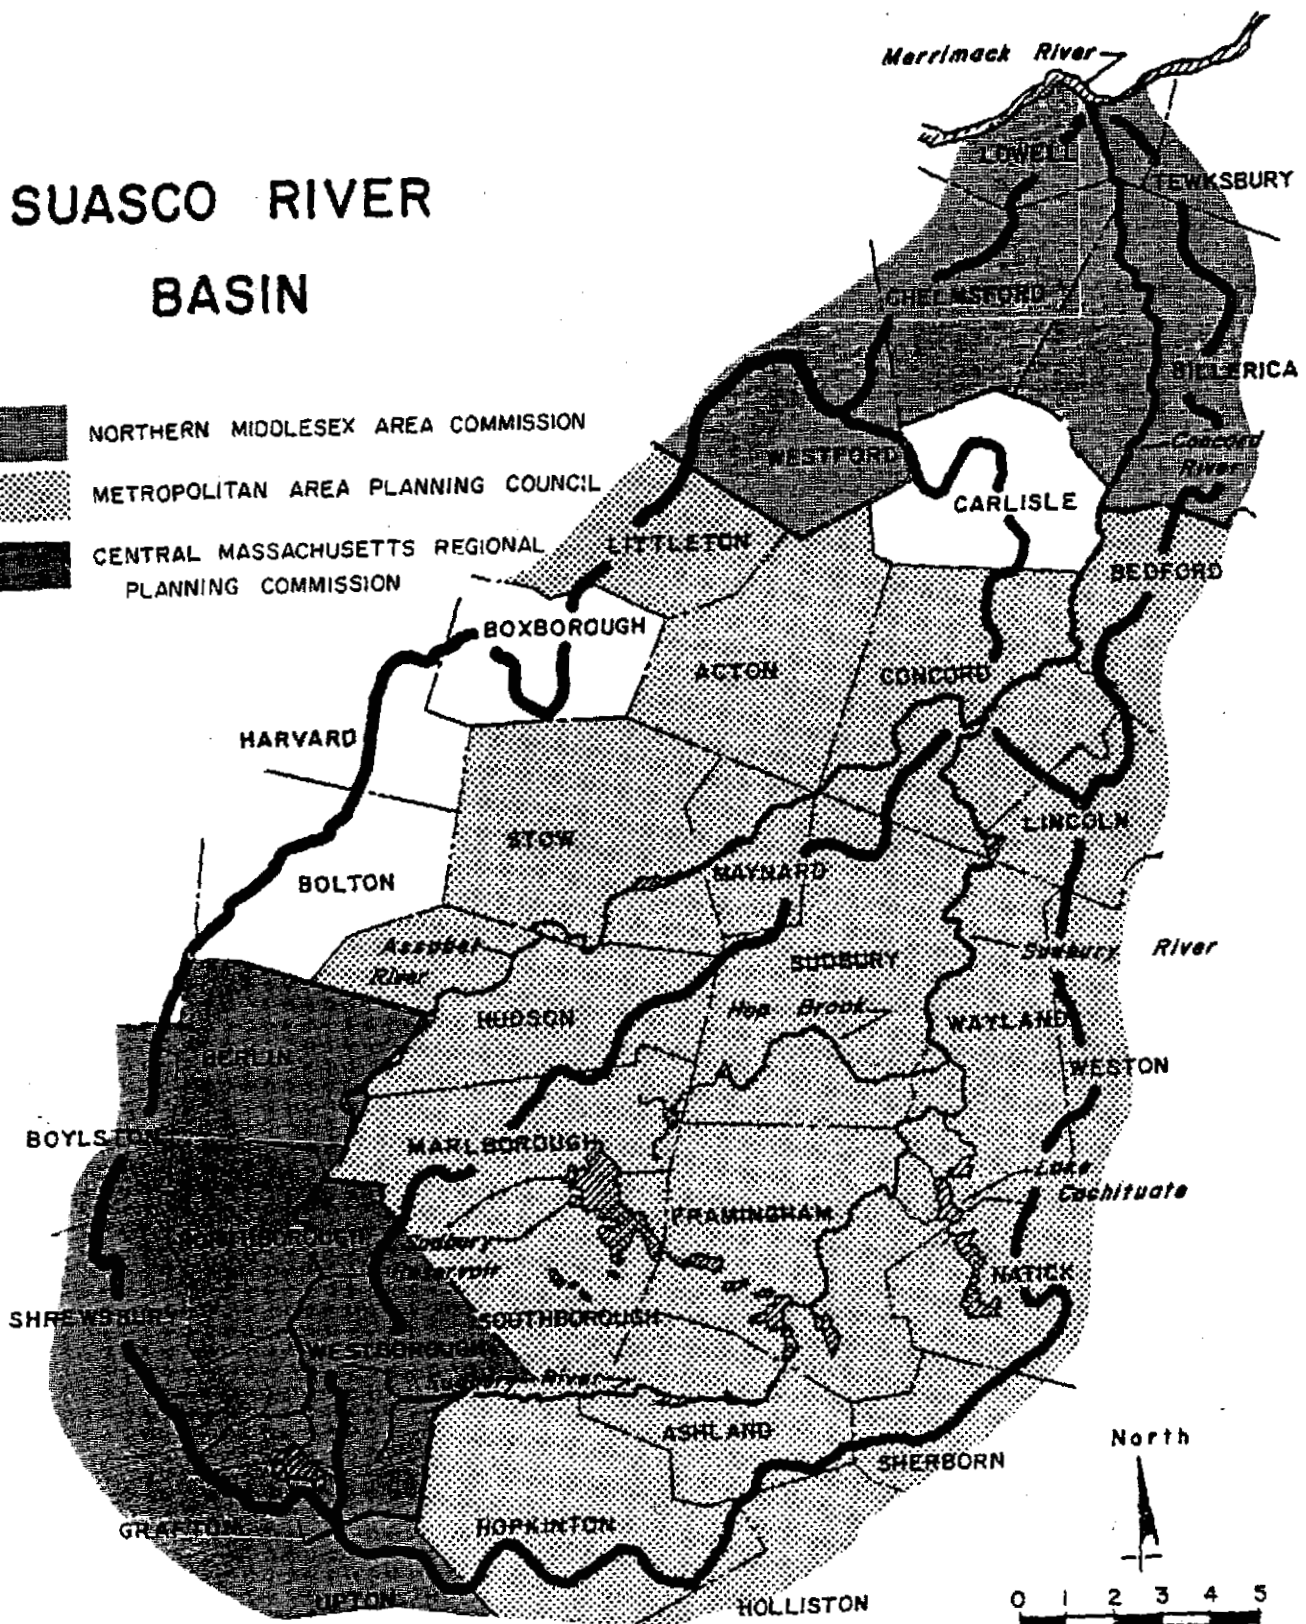 Merrimack River
SUASCO RIVER
BASIN
LOWELL
TEWKSBURY
CHELMSFORD
BILLERICA
NORTHERN MIDDLESEX AREA COMMISSION
METROPOLITAN AREA PLANNING COUNCIL
CENTRAL MASSACHUSETTS REGIONAL
PLANNING COMMISSION
Concord
River
WESTFORD
CARLISLE
LITTLETON
BEDFORD
BOXBOROUGH
ACTON
CONCORD
HARVARD
STOW
LINCOLN
BOLTON
MAYNARD
Assabet
River
SUDBURY
Sudbury River
HUDSON
Hop Brook
WAYLAND
BERLIN
WESTON
BOYLSTON
MARLBOROUGH
Lake
Cochituate
NORTHBOROUGH
FRAMINGHAM
Sudbury
Reservoir
NATICK
SHREWSBURY
SOUTHBOROUGH
WESTBOROUGH
Sudbury River
ASHLAND
SHERBORN
North
GRAFTON
HOPKINTON
UPTON
HOLLISTON
0 1 2 3 4 5